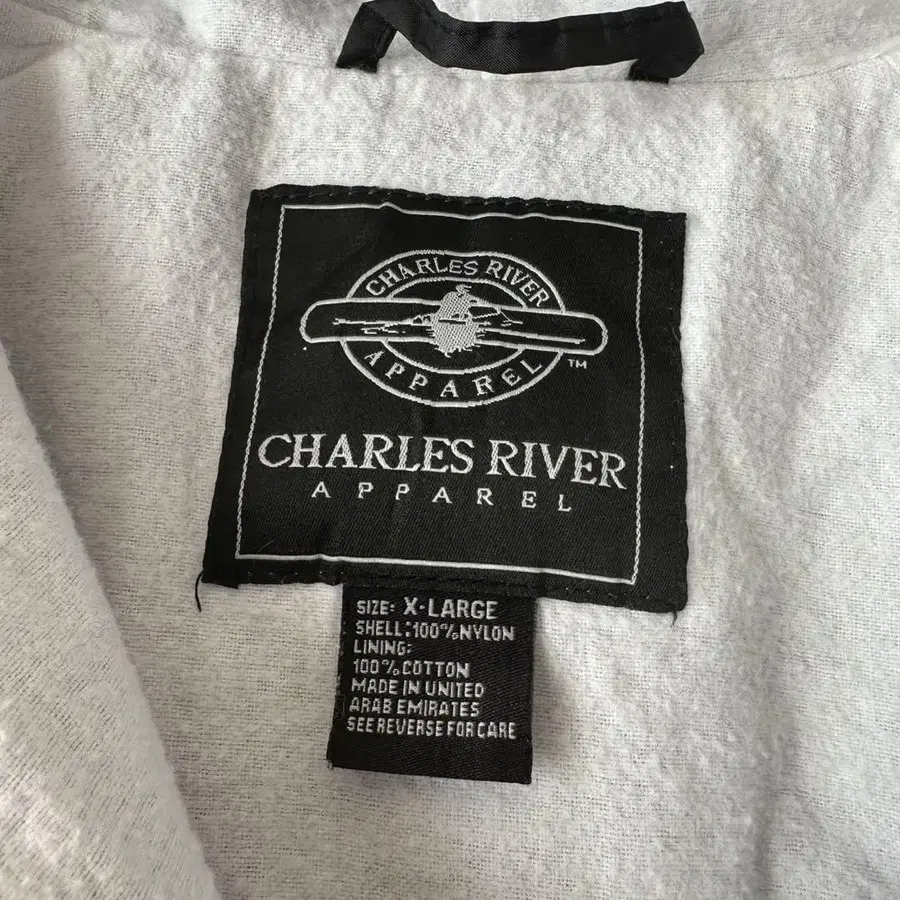 CHARLES RIVER
APPAREL
TM
CHARLES RIVER
APPAREL
SIZE: X-LARGE
SHELL:100%NYLON
LINING:
100%COTTON
MADE IN UNITED
ARAB EMIRATES
SEE REVERSE FOR CARE